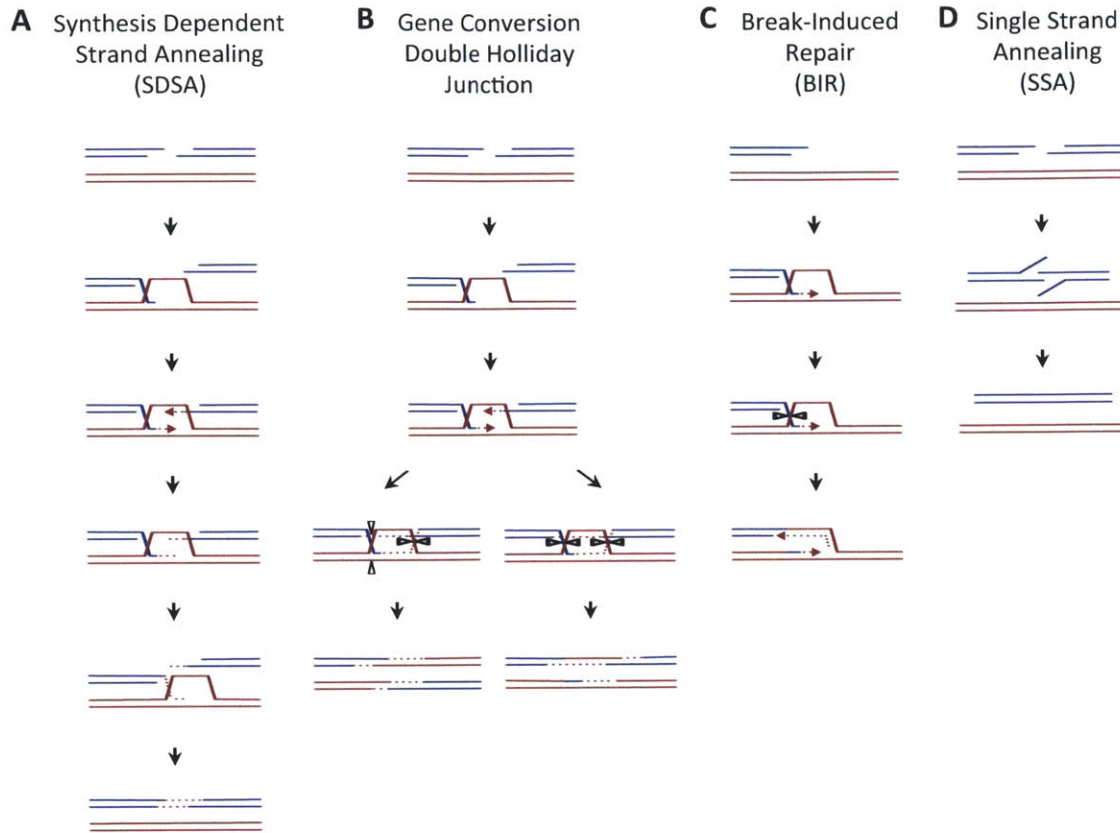 A Synthesis Dependent
Strand Annealing
(SDSA)
B Gene Conversion
Double Holliday
Junction
C Break-Induced
Repair
(BIR)
D Single Strand
Annealing
(SSA)